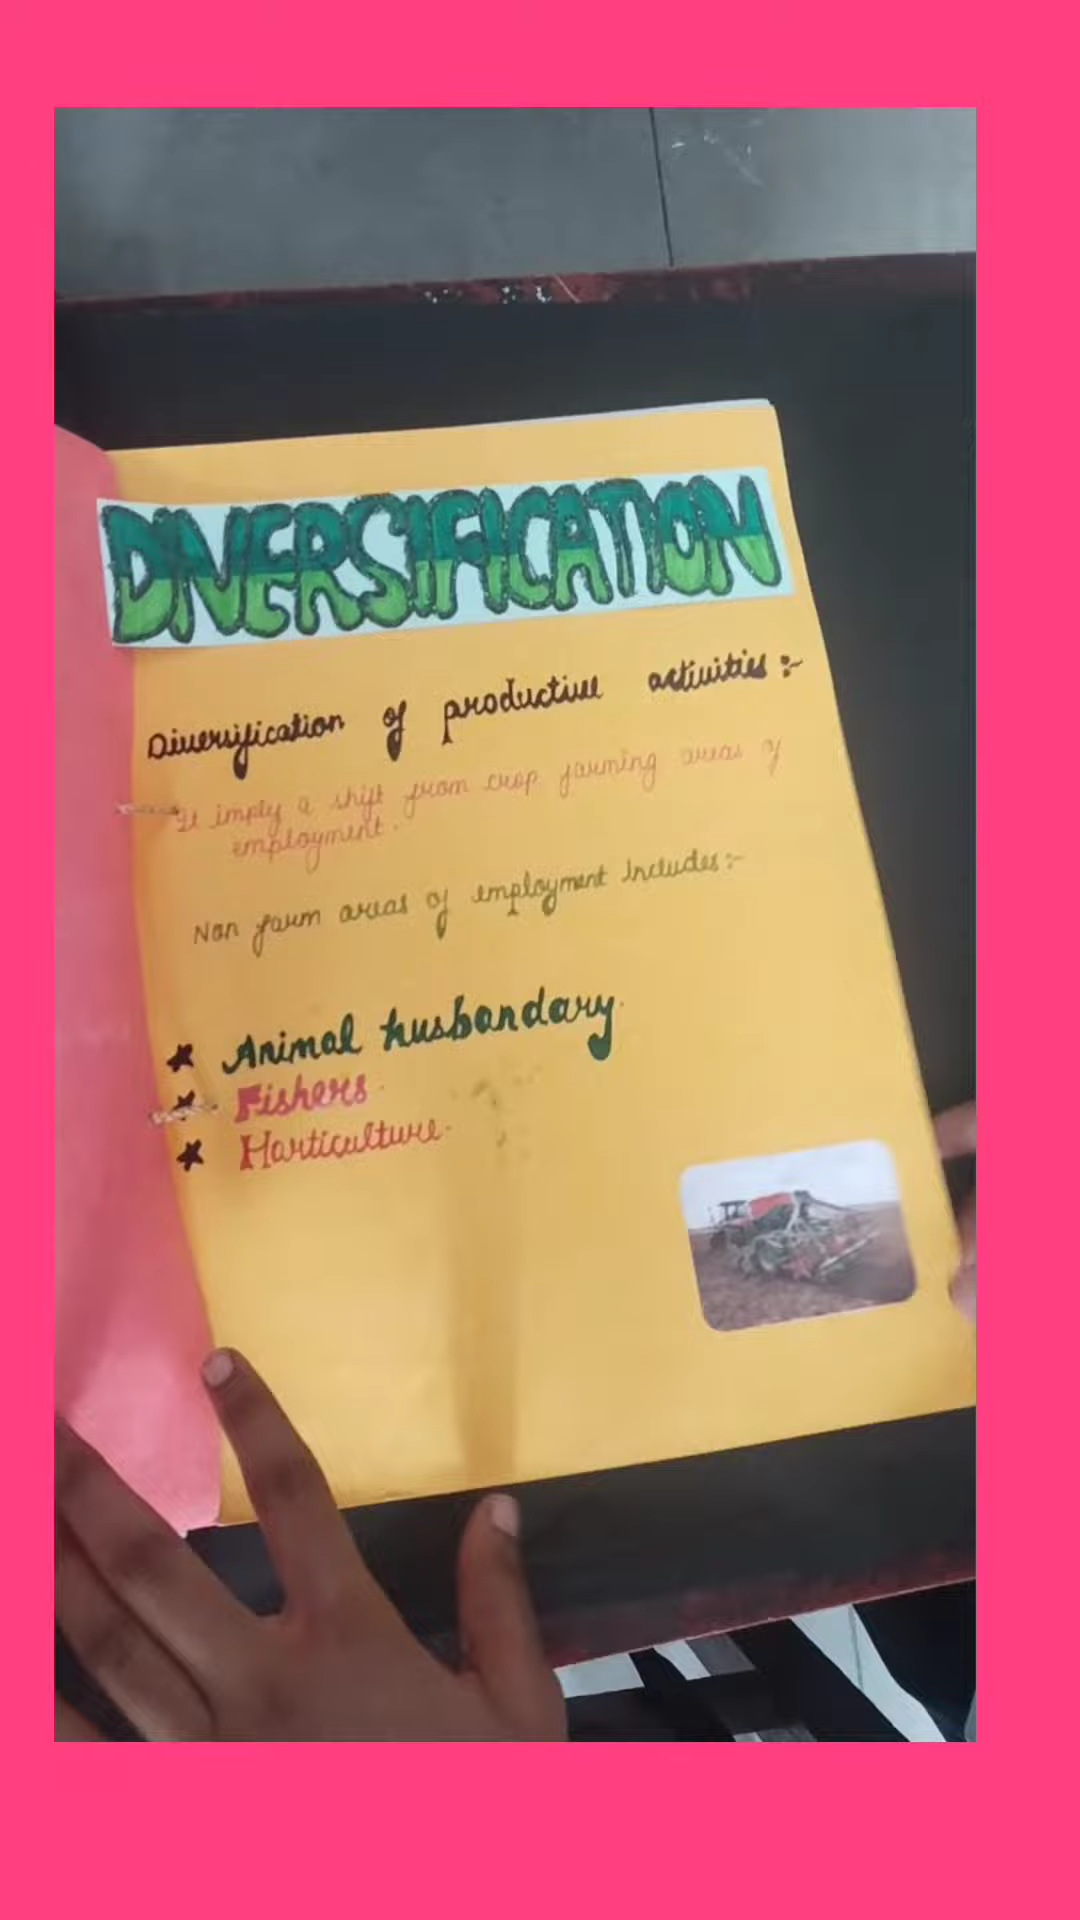 DIVERSIFICATION
Diversification of productive activities:-
It imply a shift from crop farming areas of
employment.
Non farm areas of employment Includes:-
★ Animal husbandary.
★ Fishers.
★ Horticulture.